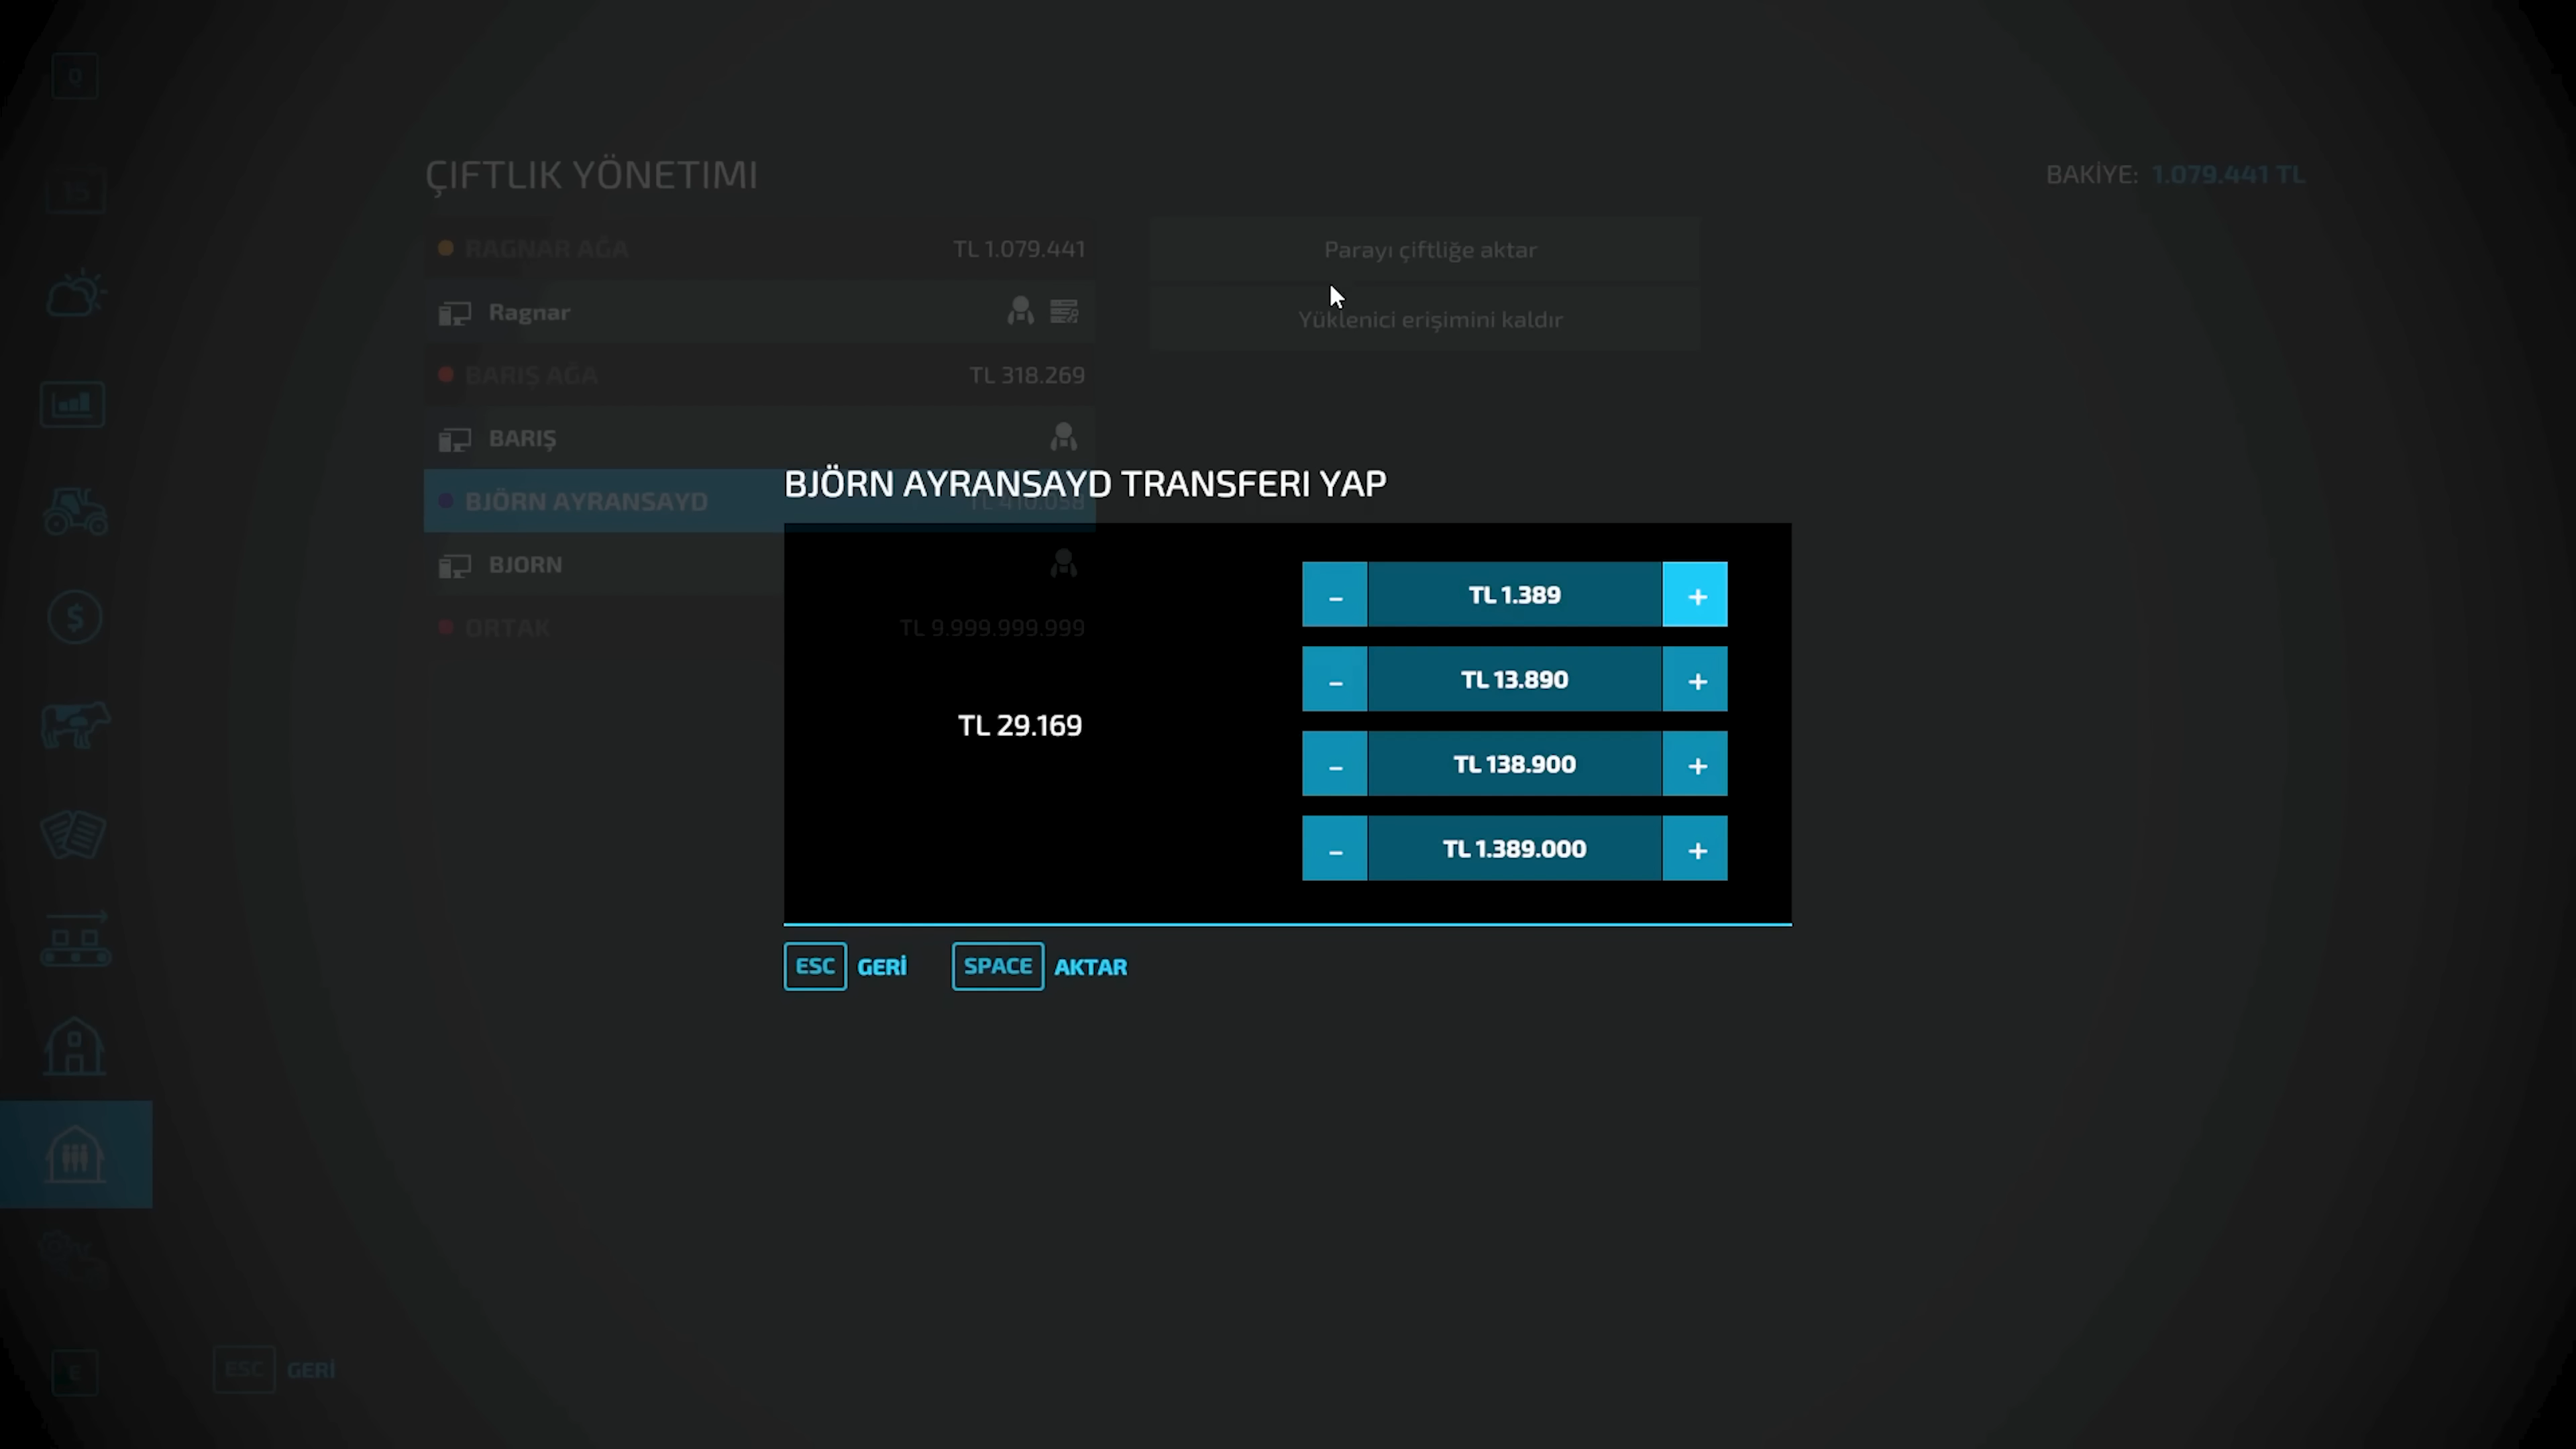 Q
15
ÇIFTLIK YÖNETIMI
BAKİYE: 1.079.441 TL
RAGNAR AĞA TL 1.079.441
Parayı çiftliğe aktar
Ragnar
Yüklenici erişimini kaldır
BARIŞ AĞA TL 318.269
BARIŞ
BJÖRN AYRANSAYD TRANSFERI YAP
BJÖRN AYRANSAYD
BJORN
TL 1.389
ORTAK TL 9.999.999.999
TL 13.890
TL 29.169
TL 138.900
TL 1.389.000
ESC GERİ SPACE AKTAR
E
ESC GERİ